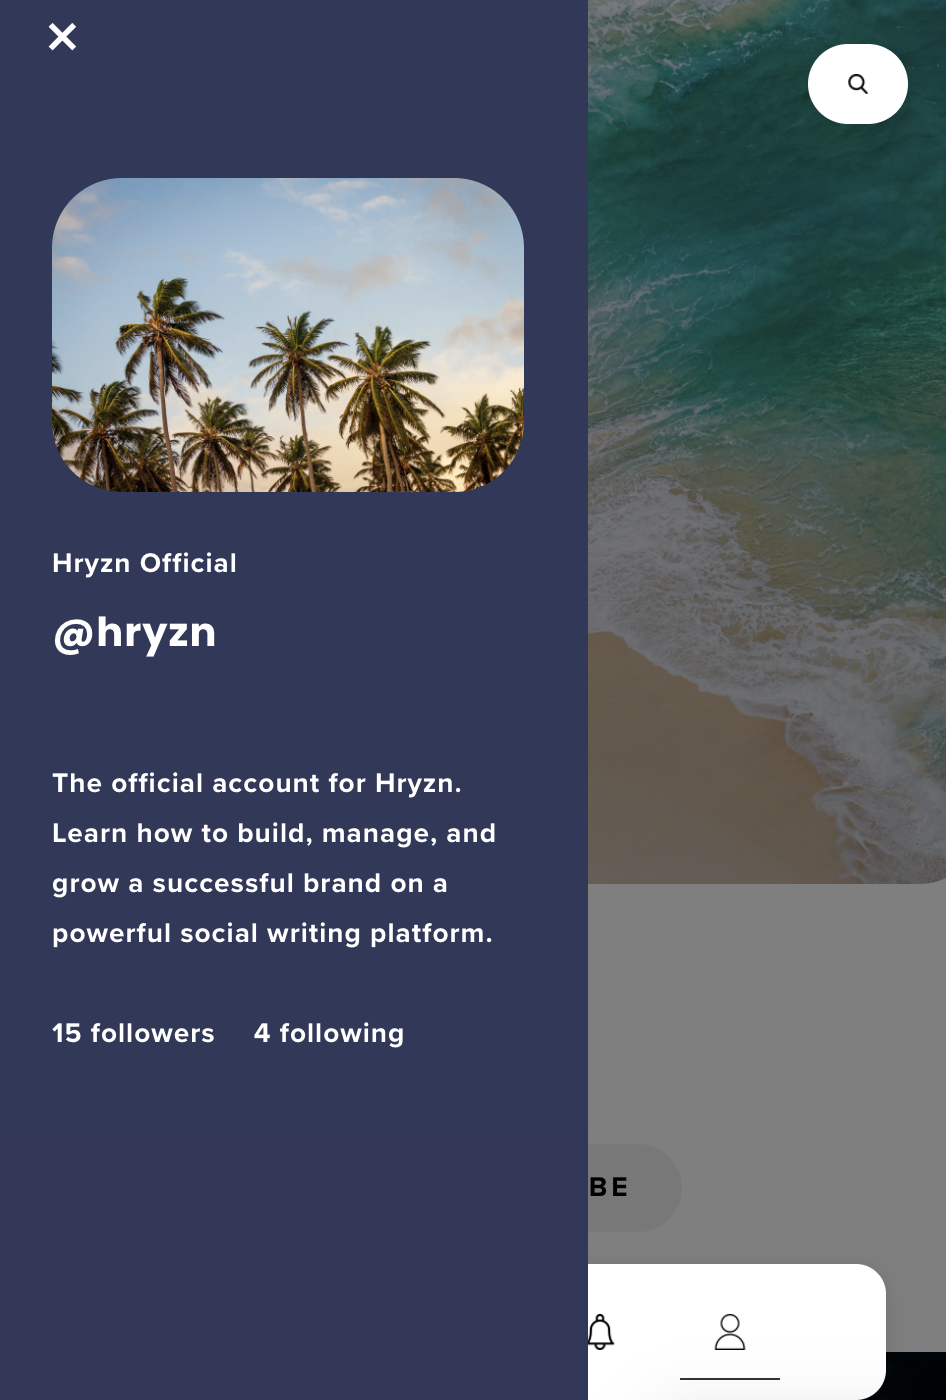 Hryzn Official
@hryzn
The official account for Hryzn.
Learn how to build, manage, and
grow a successful brand on a
powerful social writing platform.
15 followers 4 following
BE